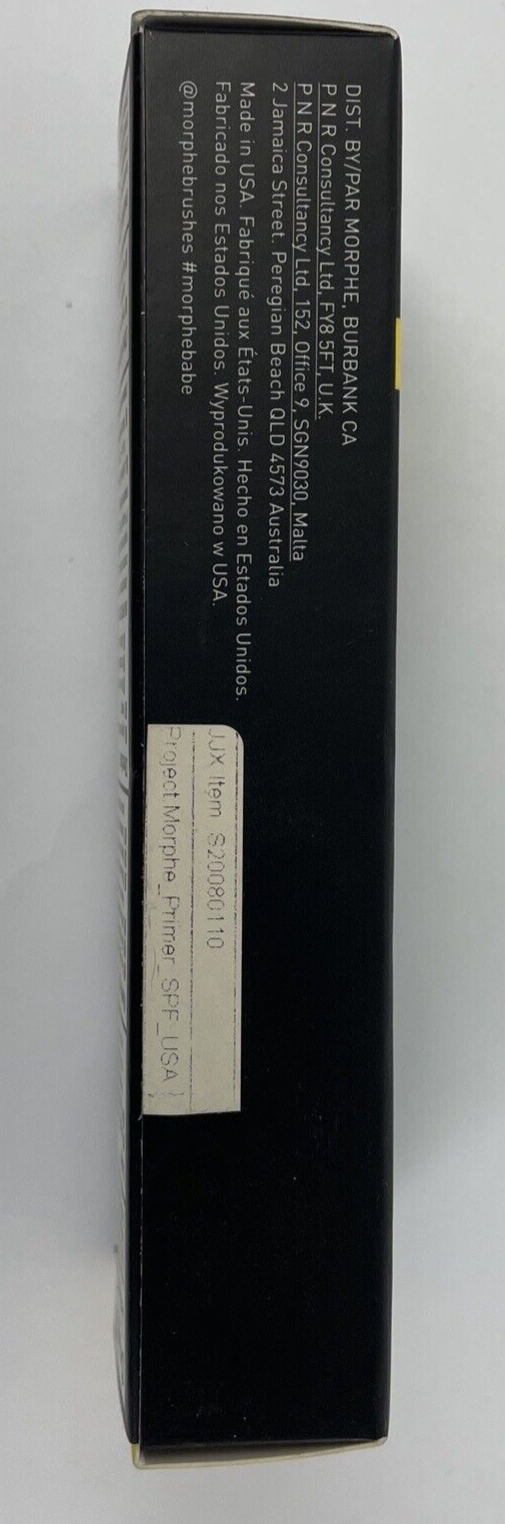 DIST. BY/PAR MORPHE, BURBANK CA
P N R Consultancy Ltd, FY8 5FT, U.K.
P N R Consultancy Ltd, 152, Office 9, SGN9030, Malta
2 Jamaica Street. Peregian Beach QLD 4573 Australia
Made in USA. Fabriqué aux États-Unis. Hecho en Estados Unidos.
Fabricado nos Estados Unidos. Wyprodukowano w USA.
@morphebrushes #morphebabe
JJX Item S20080110
Project:Morphe_Primer_SPF_USA